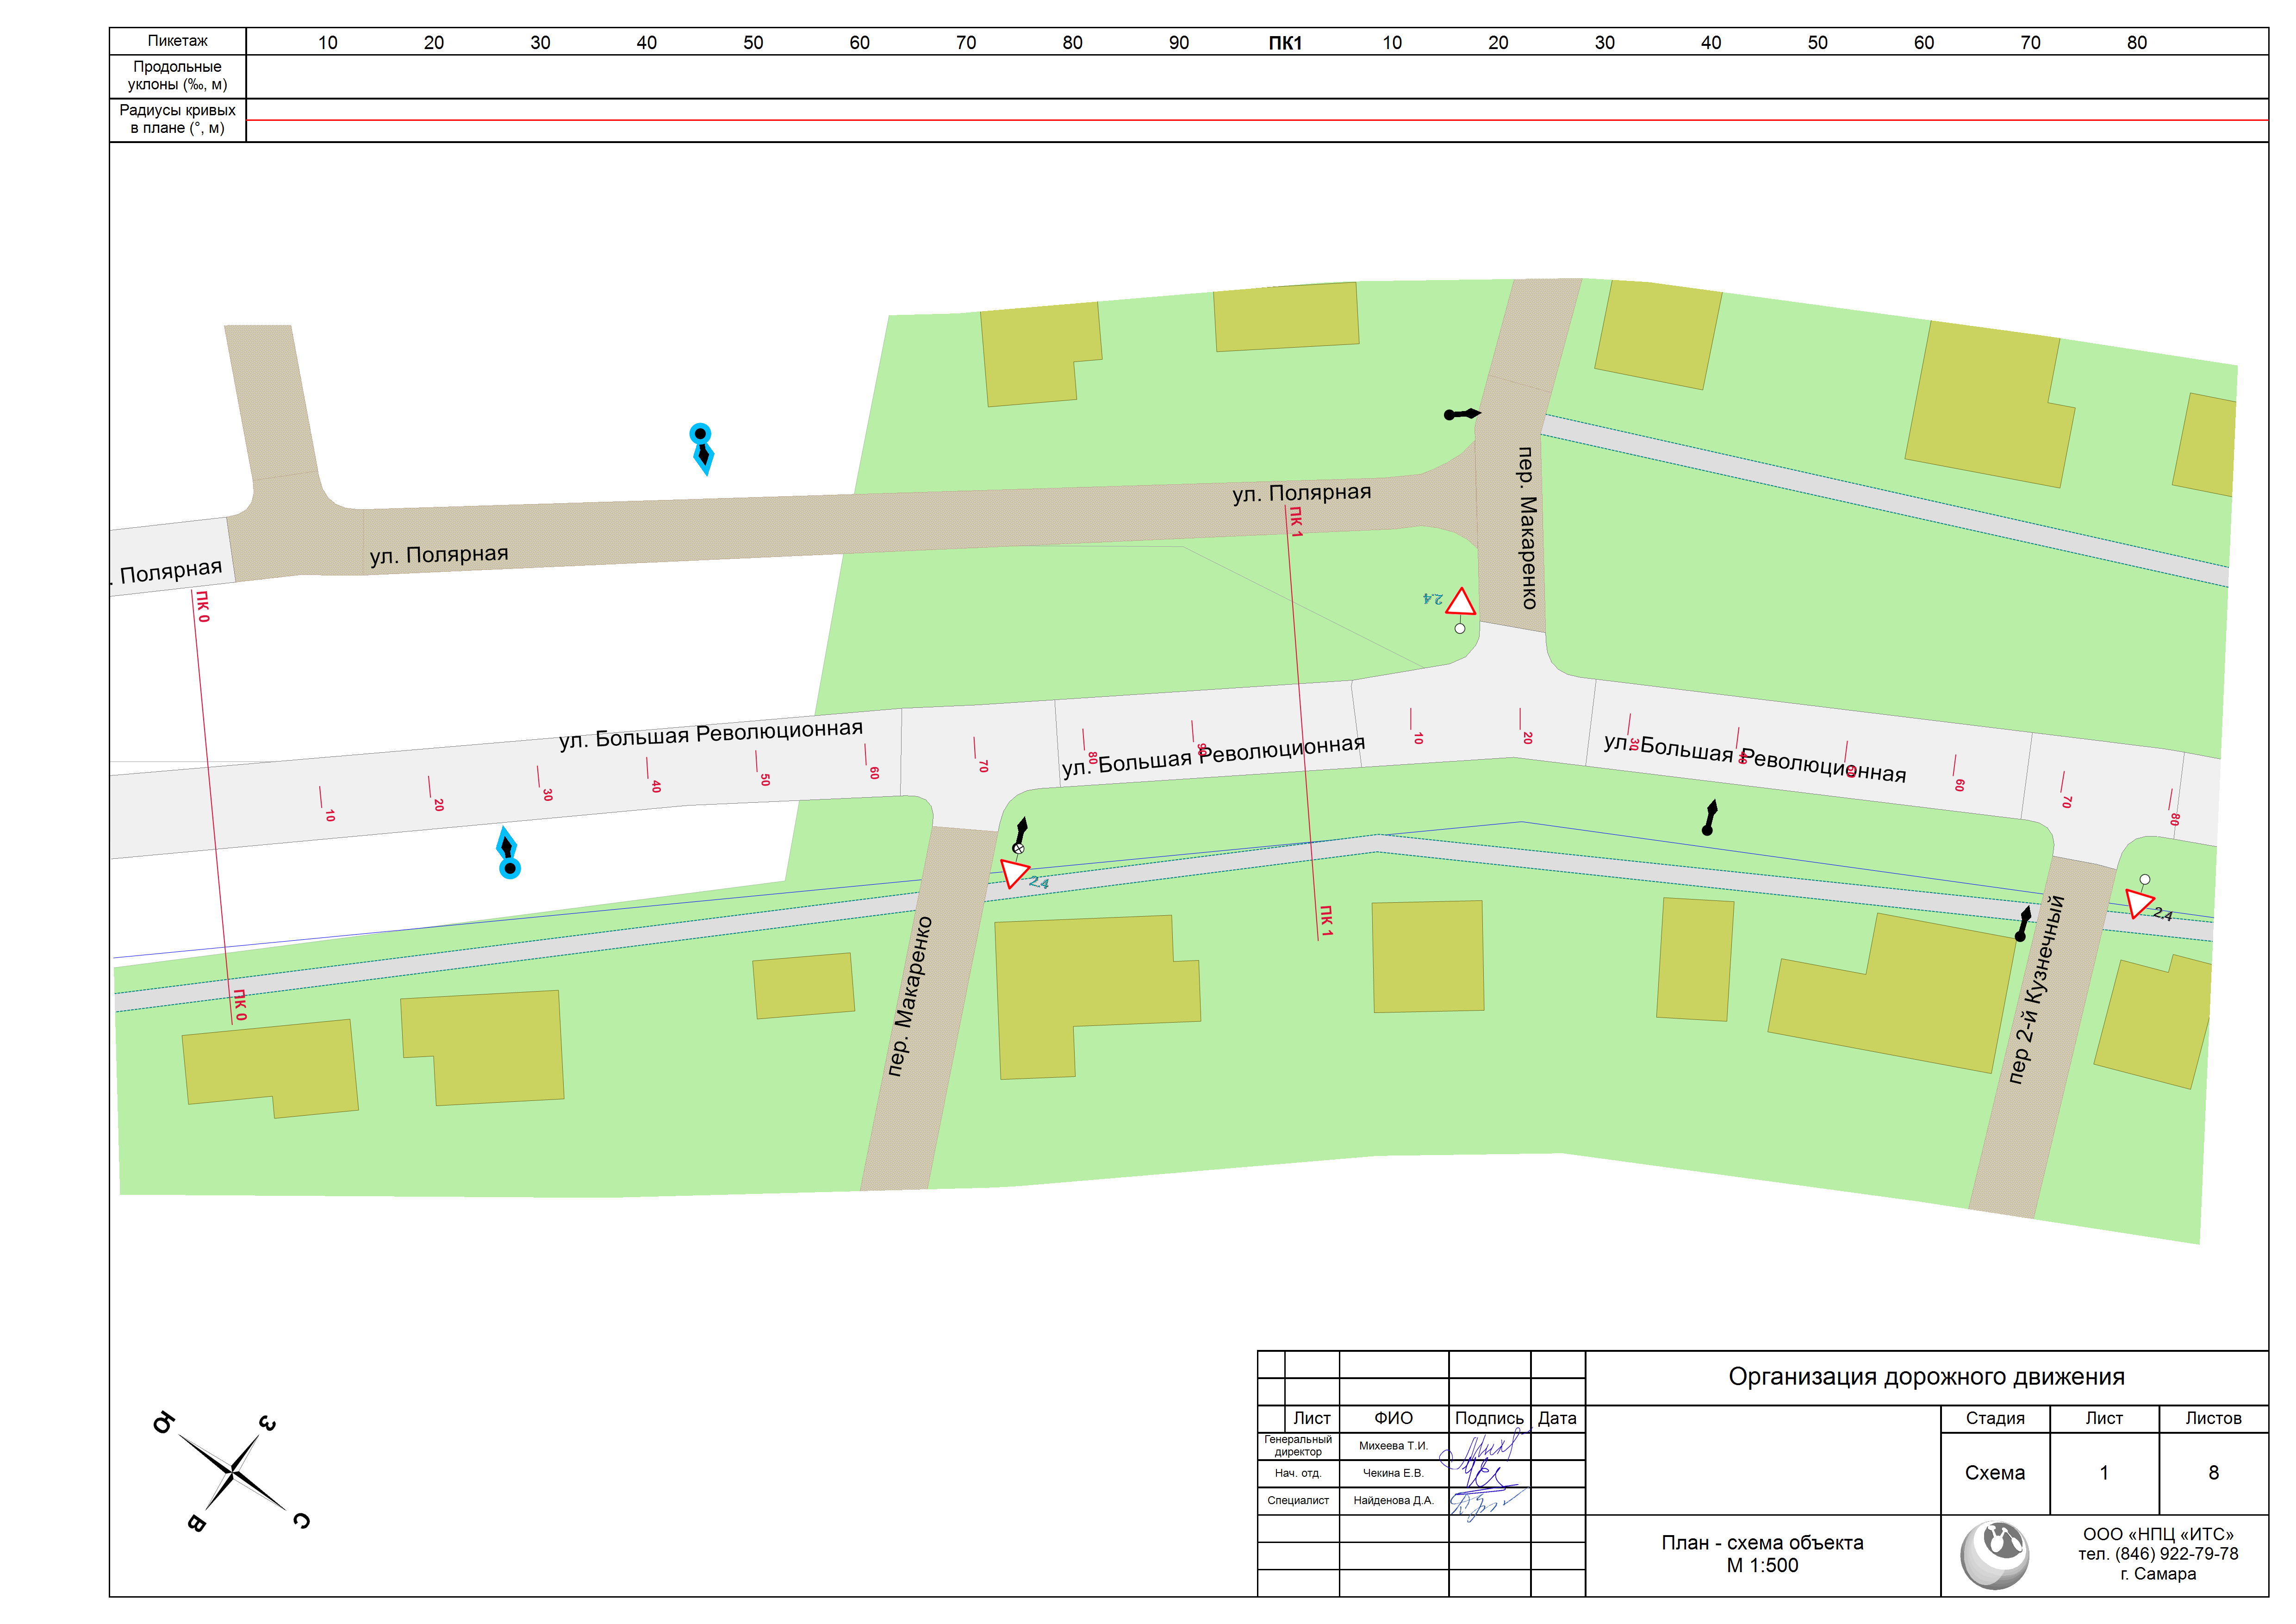 Пикетаж 10 20 30 40 50 60 70 80 90 ПК1 10 20 30 40 50 60 70 80
Продольные
уклоны (‰, м)
Радиусы кривых
в плане (°, м)
ул. Полярная
пер. Макаренко
ПК 1
. Полярная
ул. Полярная
ПК 0
2.4
ул. Большая Революционная
ул. Большая Революционная
ул. Большая Революционная
10 20 30 40 50 60 70 80 90 10 20 30 40 50 60 70 80
2.4
2.4
ПК 1
ПК 0
пер. Макаренко
пер 2-й Кузнечный
Ю
З
В
С
Организация дорожного движения
Лист ФИО Подпись Дата
Стадия Лист Листов
Генеральный
директор
Михеева Т.И.
Нач. отд. Чекина Е.В.
Специалист Найденова Д.А.
Схема 1 8
План - схема объекта
М 1:500
ООО «НПЦ «ИТС»
тел. (846) 922-79-78
г. Самара